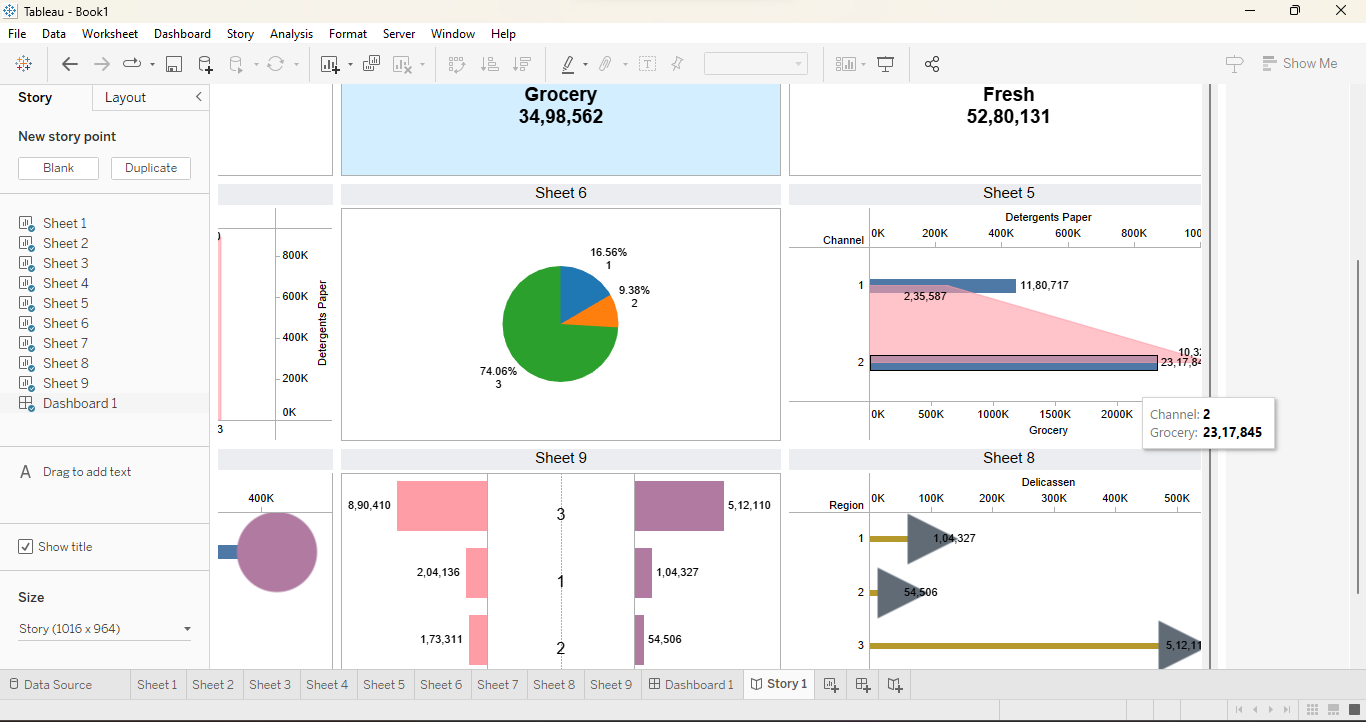 Tableau - Book1
File Data Worksheet Dashboard Story Analysis Format Server Window Help
Show Me
Story Layout
New story point
Blank Duplicate
Sheet 1
Sheet 2
Sheet 3
Sheet 4
Sheet 5
Sheet 6
Sheet 7
Sheet 8
Sheet 9
Dashboard 1
A Drag to add text
Show title
Size
Story (1016 x 964)
Grocery
34,98,562
Fresh
52,80,131
800K
600K
400K
200K
0K
Detergents Paper
3
Sheet 6
16.56%
1
9.38%
2
74.06%
3
Sheet 5
Detergents Paper
Channel 0K 200K 400K 600K 800K 100
1 11,80,717
2,35,587
10,32
2 23,17,84
0K 500K 1000K 1500K 2000K
Grocery
Channel: 2
Grocery: 23,17,845
400K
Sheet 9
8,90,410 3 5,12,110
2,04,136 1 1,04,327
1,73,311 2 54,506
Sheet 8
Delicassen
Region 0K 100K 200K 300K 400K 500K
1 1,04,327
2 54,506
3 5,12,11
Data Source Sheet 1 Sheet 2 Sheet 3 Sheet 4 Sheet 5 Sheet 6 Sheet 7 Sheet 8 Sheet 9 Dashboard 1 Story 1